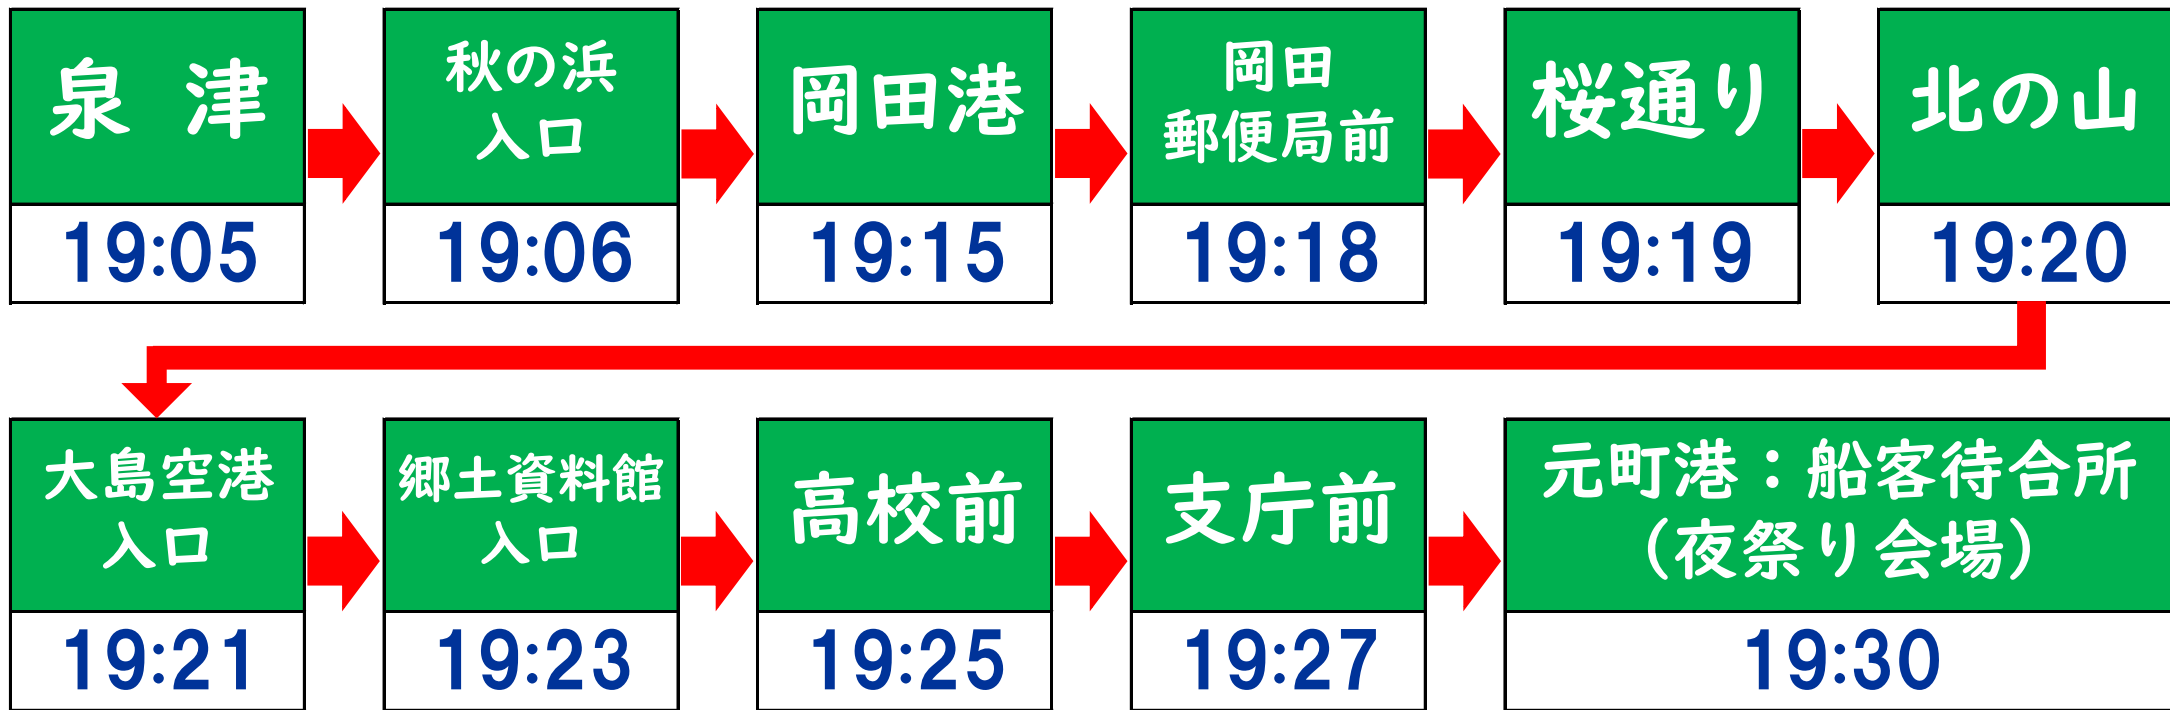 泉 津
19:05
秋の浜
入口
19:06
岡田港
19:15
岡田
郵便局前
19:18
桜通り
19:19
北の山
19:20
大島空港
入口
19:21
郷土資料館
入口
19:23
高校前
19:25
支庁前
19:27
元町港：船客待合所
（夜祭り会場）
19:30